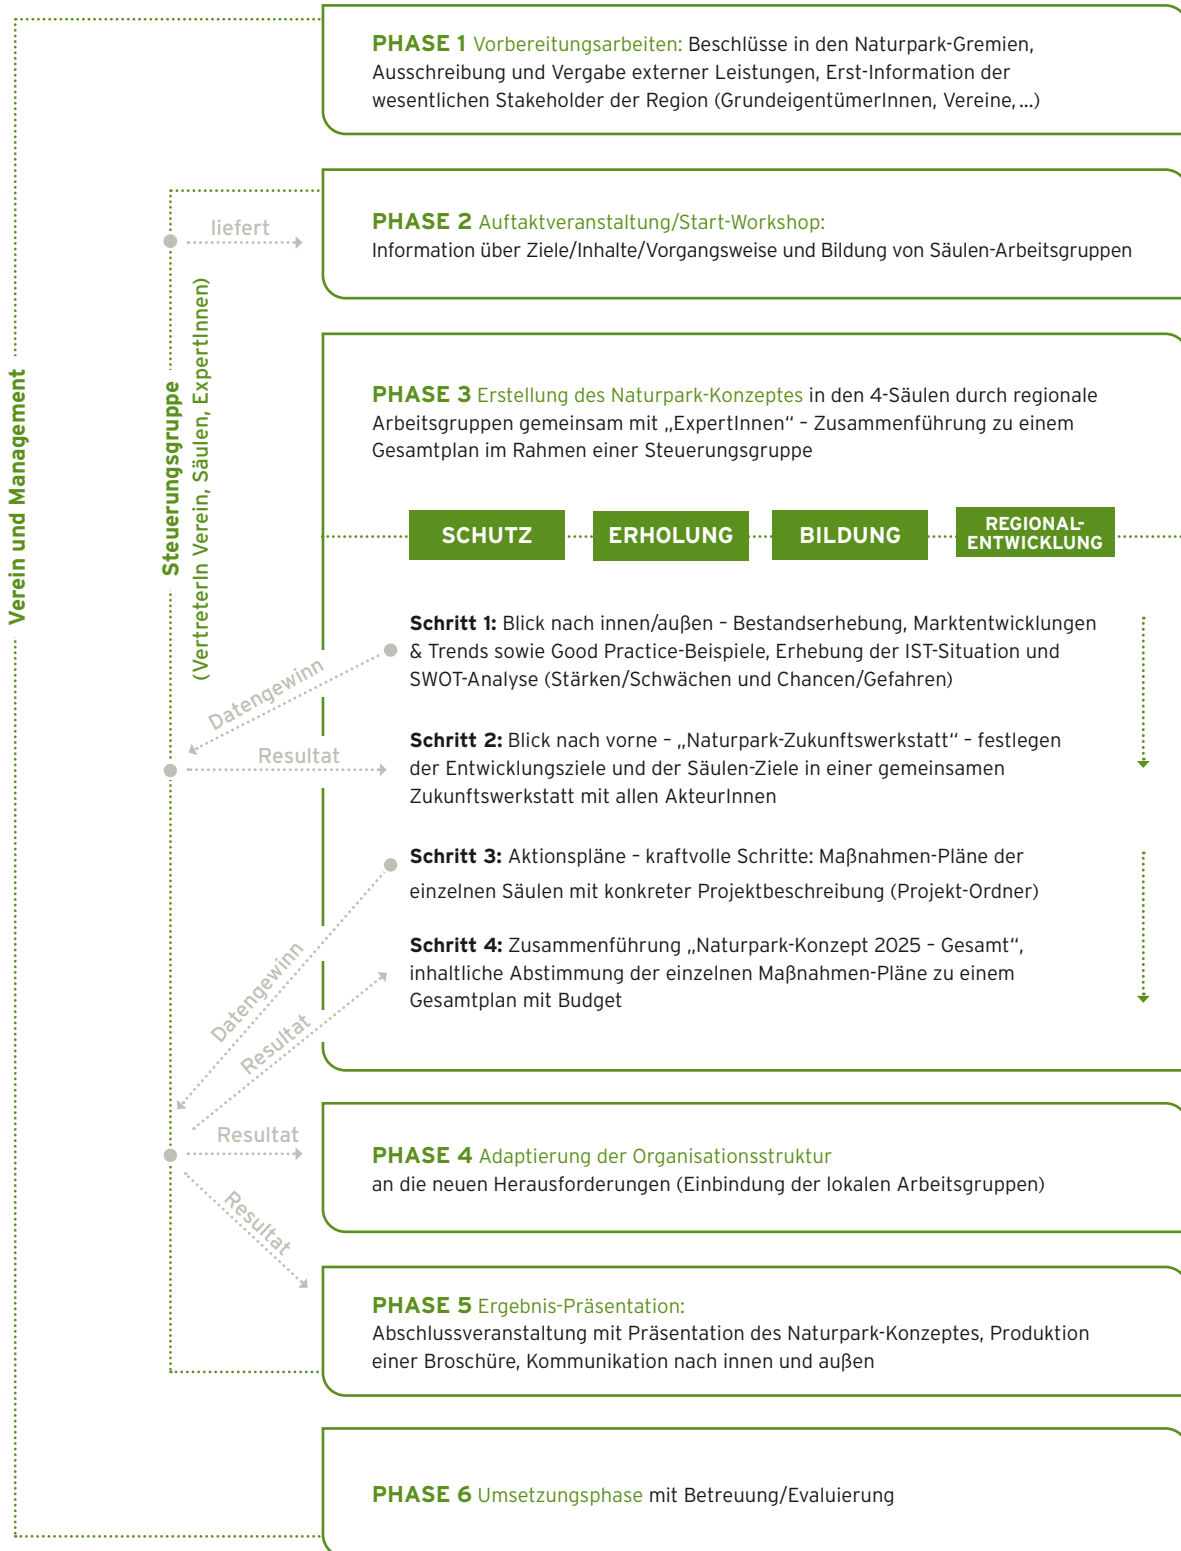 PHASE 1 Vorbereitungsarbeiten: Beschlüsse in den Naturpark-Gremien,
Ausschreibung und Vergabe externer Leistungen, Erst-Information der
wesentlichen Stakeholder der Region (GrundeigentümerInnen, Vereine, ...)
liefert
PHASE 2 Auftaktveranstaltung/Start-Workshop:
Information über Ziele/Inhalte/Vorgangsweise und Bildung von Säulen-Arbeitsgruppen
Verein und Management
Steuerungsgruppe
(VertreterIn Verein, Säulen, ExpertInnen)
PHASE 3 Erstellung des Naturpark-Konzeptes in den 4-Säulen durch regionale
Arbeitsgruppen gemeinsam mit „ExpertInnen“ – Zusammenführung zu einem
Gesamtplan im Rahmen einer Steuerungsgruppe
SCHUTZ
ERHOLUNG
BILDUNG
REGIONAL-
ENTWICKLUNG
Schritt 1: Blick nach innen/außen – Bestandserhebung, Marktentwicklungen
& Trends sowie Good Practice-Beispiele, Erhebung der IST-Situation und
SWOT-Analyse (Stärken/Schwächen und Chancen/Gefahren)
Datengewinn
Resultat
Schritt 2: Blick nach vorne – „Naturpark-Zukunftswerkstatt“ – festlegen
der Entwicklungsziele und der Säulen-Ziele in einer gemeinsamen
Zukunftswerkstatt mit allen AkteurInnen
Schritt 3: Aktionspläne – kraftvolle Schritte: Maßnahmen-Pläne der
einzelnen Säulen mit konkreter Projektbeschreibung (Projekt-Ordner)
Datengewinn
Resultat
Schritt 4: Zusammenführung „Naturpark-Konzept 2025 – Gesamt“,
inhaltliche Abstimmung der einzelnen Maßnahmen-Pläne zu einem
Gesamtplan mit Budget
Resultat
PHASE 4 Adaptierung der Organisationsstruktur
an die neuen Herausforderungen (Einbindung der lokalen Arbeitsgruppen)
Resultat
PHASE 5 Ergebnis-Präsentation:
Abschlussveranstaltung mit Präsentation des Naturpark-Konzeptes, Produktion
einer Broschüre, Kommunikation nach innen und außen
PHASE 6 Umsetzungsphase mit Betreuung/Evaluierung